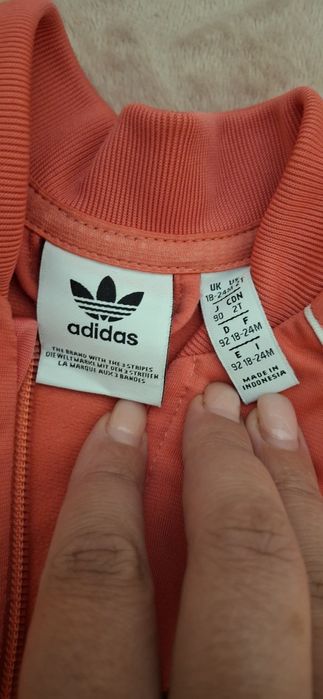 adidas
THE BRAND WITH THE 3 STRIPES
DIE WELTMARKE MIT DEN 3 STREIFEN
LA MARQUE AUX 3 BANDES
UK
18-24M
J CDN
90 2T
D F
92 18-24M
E I
92 18-24M
MADE IN
INDONESIA